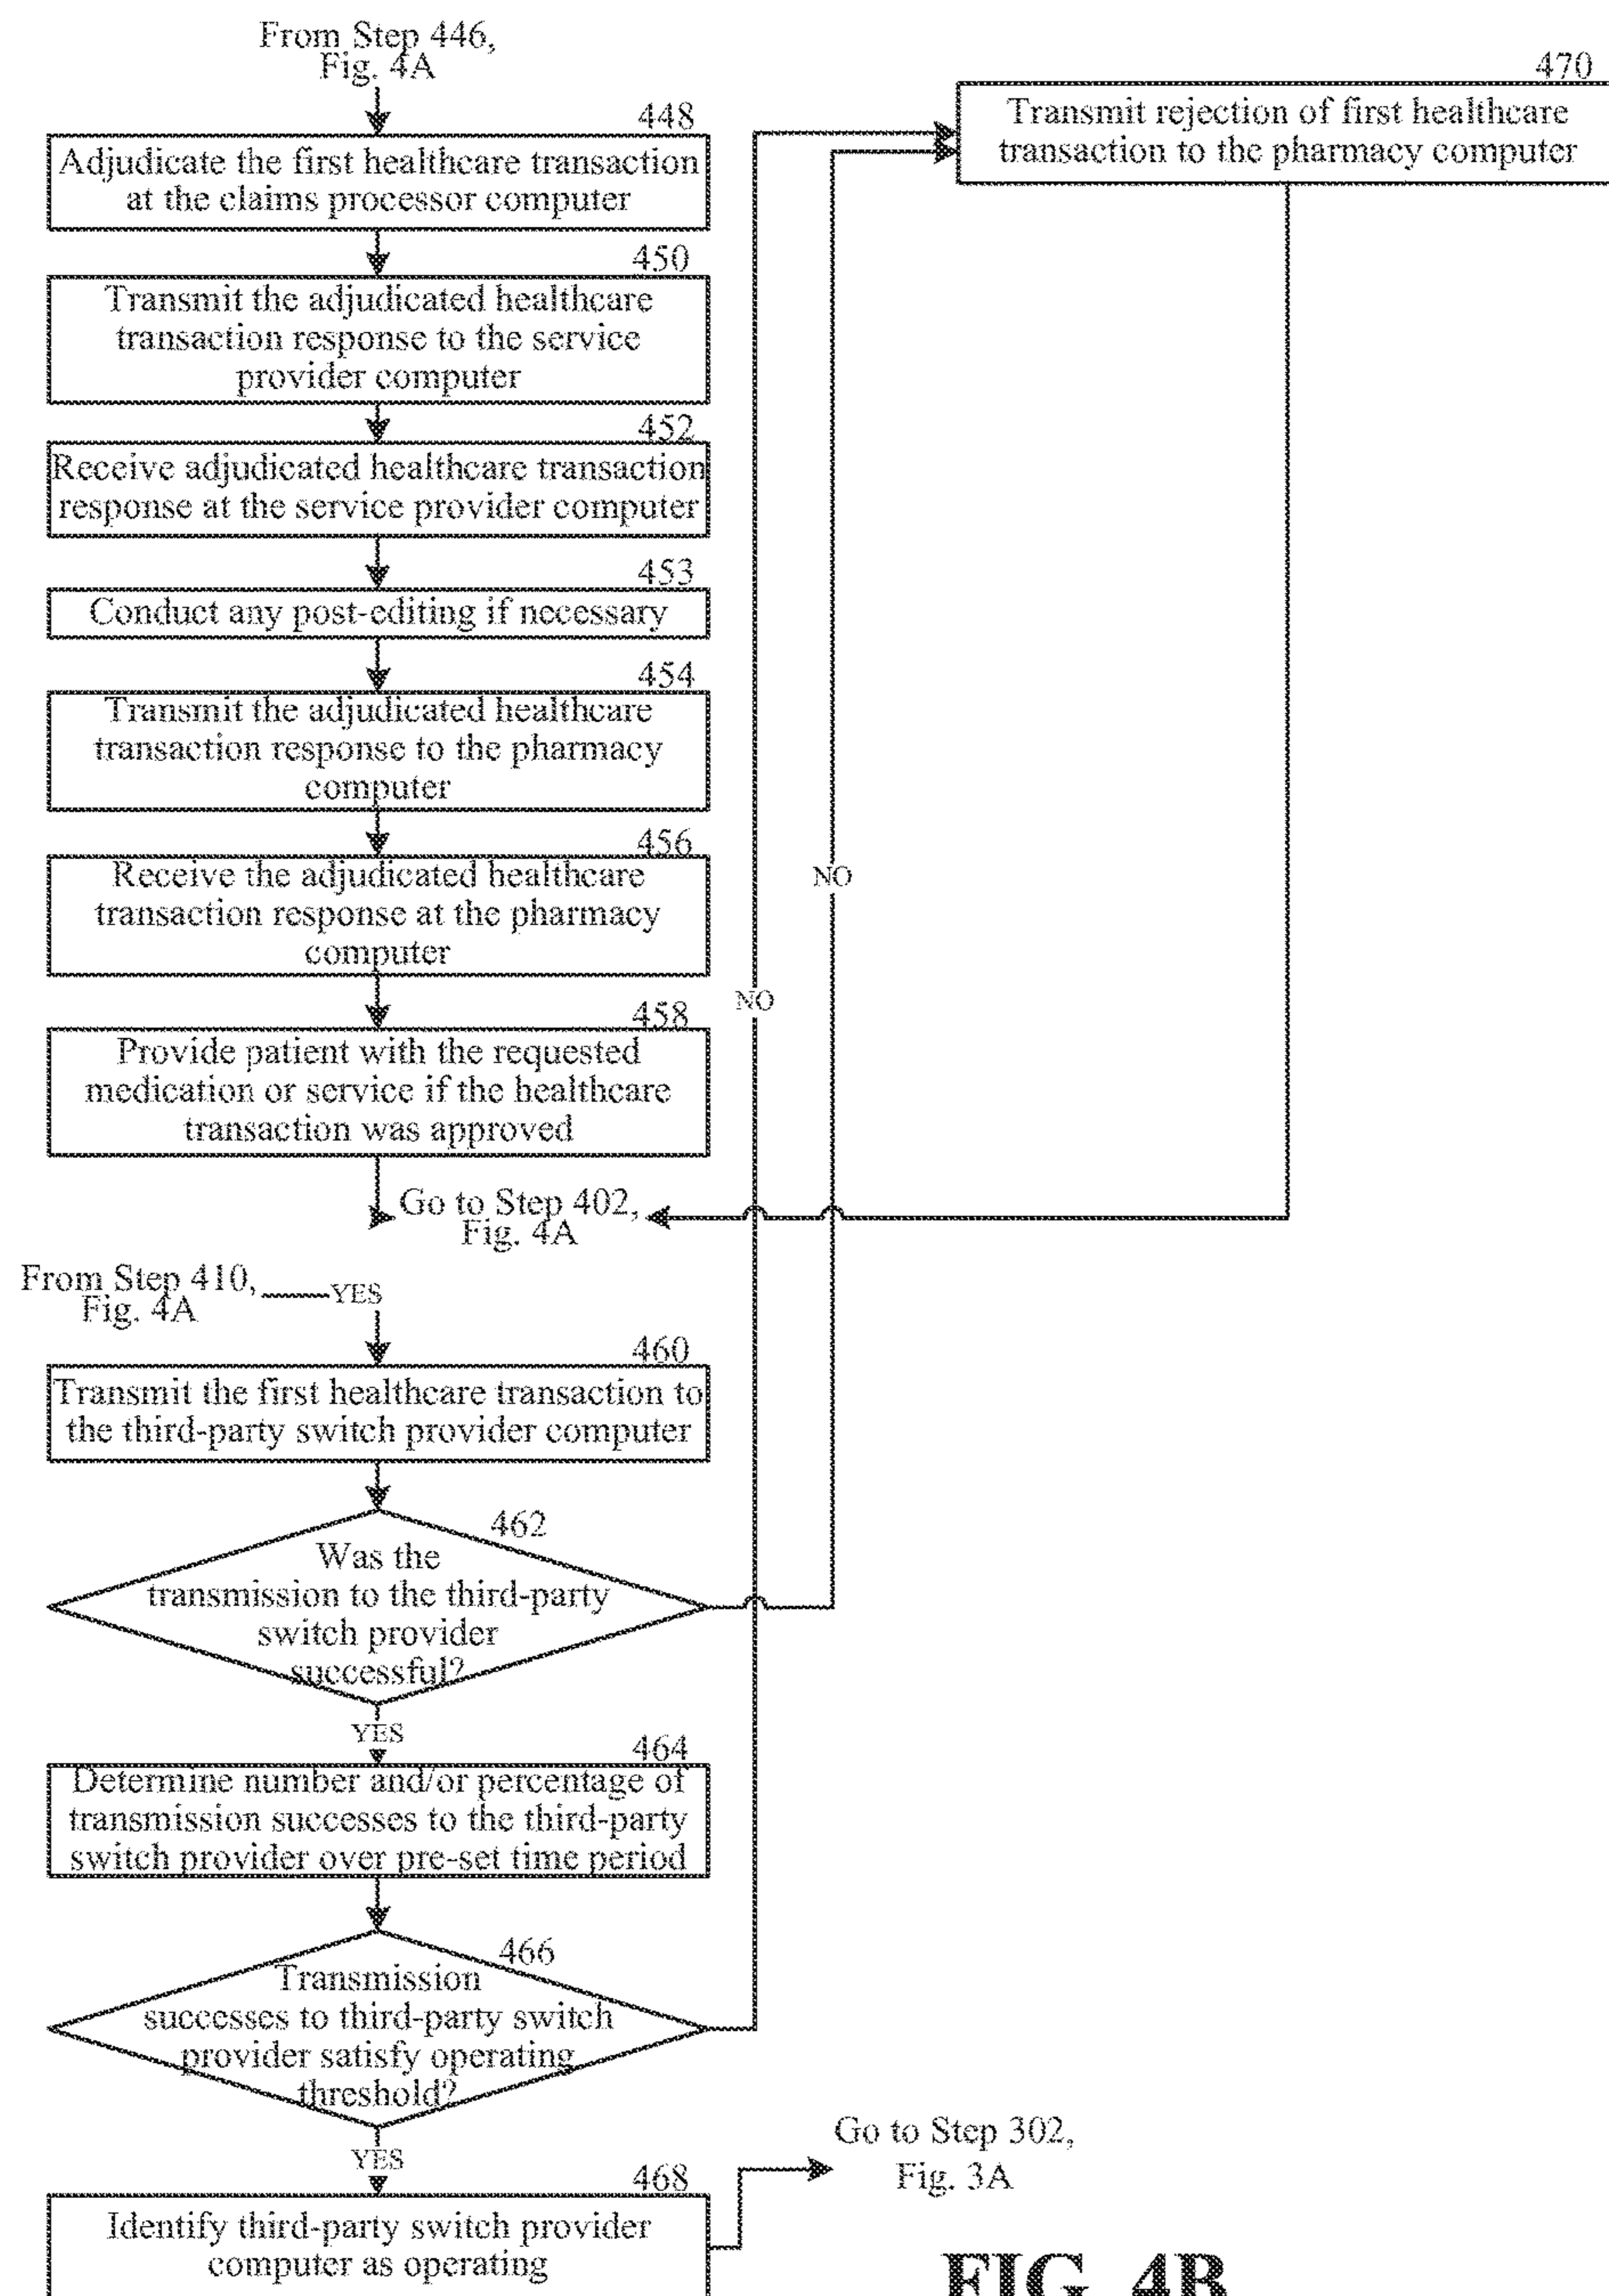 From Step 446,
Fig. 4A
448
Adjudicate the first healthcare transaction
at the claims processor computer
450
Transmit the adjudicated healthcare
transaction response to the service
provider computer
452
Receive adjudicated healthcare transaction
response at the service provider computer
453
Conduct any post-editing if necessary
454
Transmit the adjudicated healthcare
transaction response to the pharmacy
computer
456
Receive the adjudicated healthcare
transaction response at the pharmacy
computer
458
Provide patient with the requested
medication or service if the healthcare
transaction was approved
Go to Step 402,
Fig. 4A
From Step 410,
Fig. 4A
YES
460
Transmit the first healthcare transaction to
the third-party switch provider computer
462
Was the
transmission to the third-party
switch provider
successful?
YES
464
Determine number and/or percentage of
transmission successes to the third-party
switch provider over pre-set time period
466
Transmission
successes to third-party switch
provider satisfy operating
threshold?
YES
468
Identify third-party switch provider
computer as operating
NO
NO
470
Transmit rejection of first healthcare
transaction to the pharmacy computer
Go to Step 302,
Fig. 3A
FIG. 4B